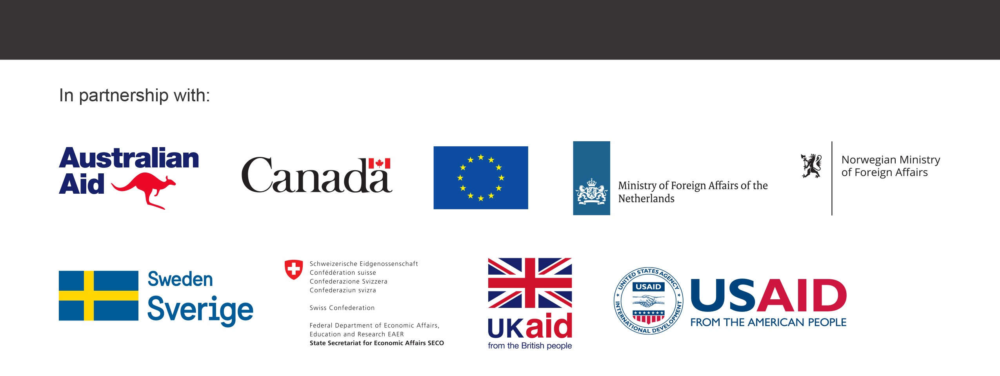 In partnership with:
Australian
Aid
Canada
Ministry of Foreign Affairs of the
Netherlands
Norwegian Ministry
of Foreign Affairs
Sweden
Sverige
Schweizerische Eidgenossenschaft
Confédération suisse
Confederazione Svizzera
Confederaziun svizra
Swiss Confederation
Federal Department of Economic Affairs,
Education and Research EAER
State Secretariat for Economic Affairs SECO
UKaid
from the British people
UNITED STATES AGENCY
USAID
INTERNATIONAL DEVELOPMENT
USAID
FROM THE AMERICAN PEOPLE